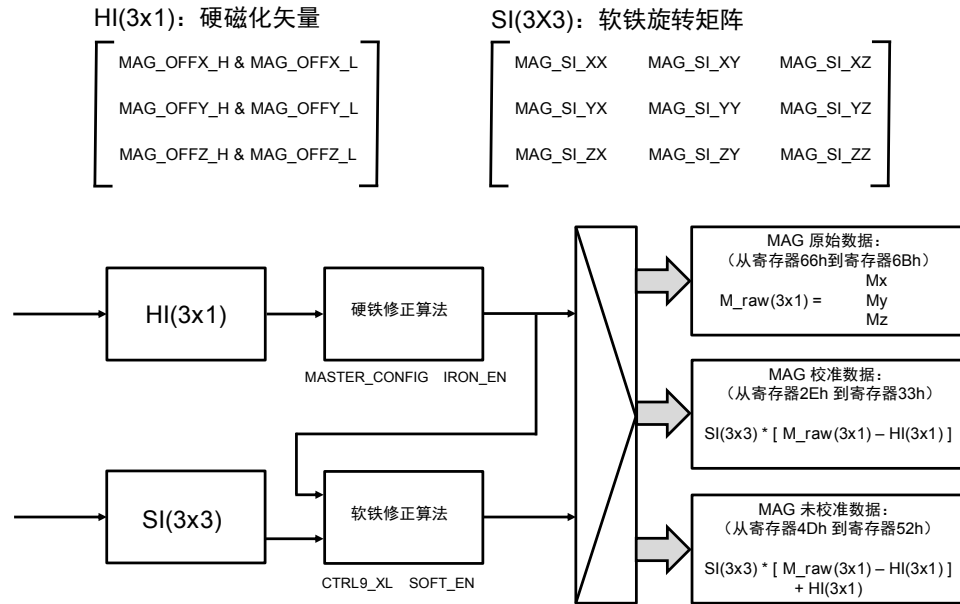 HI(3x1)：硬磁化矢量
MAG_OFFX_H & MAG_OFFX_L
MAG_OFFY_H & MAG_OFFY_L
MAG_OFFZ_H & MAG_OFFZ_L
SI(3X3)：软铁旋转矩阵
MAG_SI_XX MAG_SI_XY MAG_SI_XZ
MAG_SI_YX MAG_SI_YY MAG_SI_YZ
MAG_SI_ZX MAG_SI_ZY MAG_SI_ZZ
HI(3x1)
硬铁修正算法
MASTER_CONFIG IRON_EN
SI(3x3)
软铁修正算法
CTRL9_XL SOFT_EN
MAG 原始数据：
（从寄存器66h到寄存器6Bh）
Mx
M_raw(3x1) = My
Mz
MAG 校准数据：
（从寄存器2Eh 到寄存器33h）
SI(3x3) * [ M_raw(3x1) – HI(3x1) ]
MAG 未校准数据：
（从寄存器4Dh 到寄存器52h）
SI(3x3) * [ M_raw(3x1) – HI(3x1) ]
+ HI(3x1)